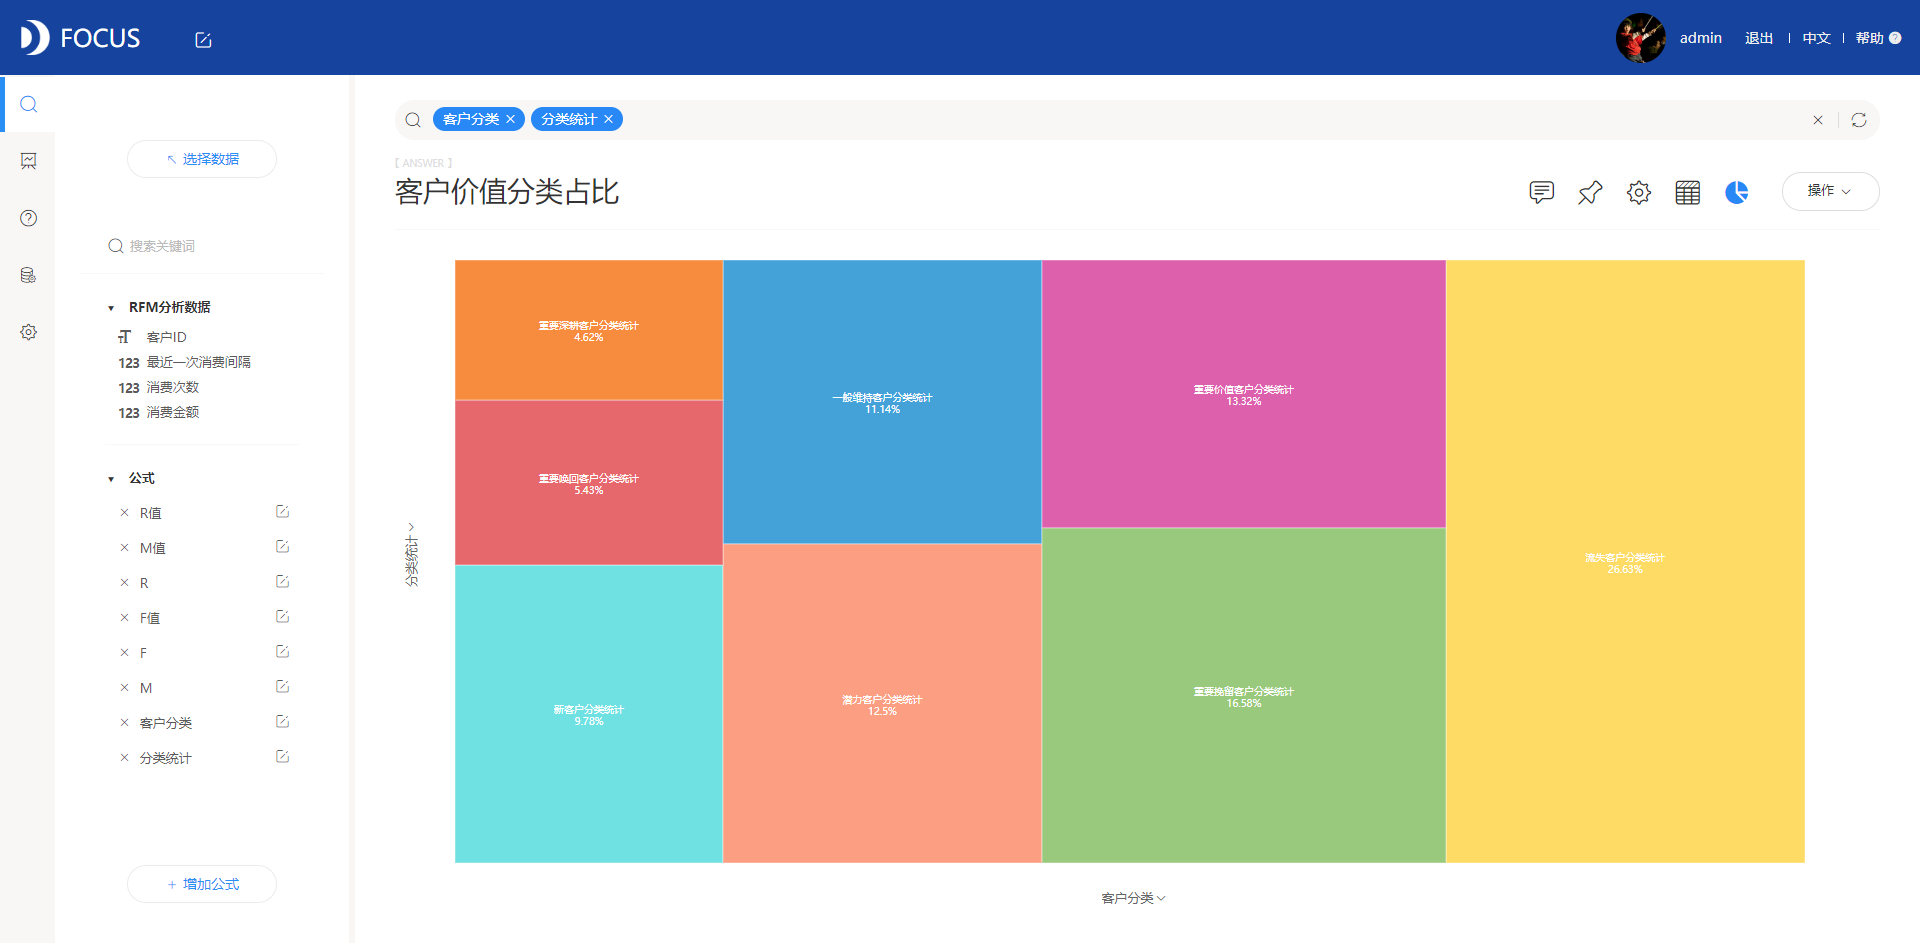 FOCUS
admin 退出 | 中文 | 帮助 ?
选择数据
搜索关键词
RFM分析数据
客户ID
123 最近一次消费间隔
123 消费次数
123 消费金额
公式
R值
M值
R
F值
F
M
客户分类
分类统计
+ 增加公式
客户分类 × 分类统计 ×
[ ANSWER ]
客户价值分类占比
操作
重要深耕客户分类统计
4.62%
重要唤回客户分类统计
5.43%
新客户分类统计
9.78%
一般维持客户分类统计
11.14%
潜力客户分类统计
12.5%
重要价值客户分类统计
13.32%
重要挽留客户分类统计
16.58%
流失客户分类统计
26.63%
分类统计
客户分类